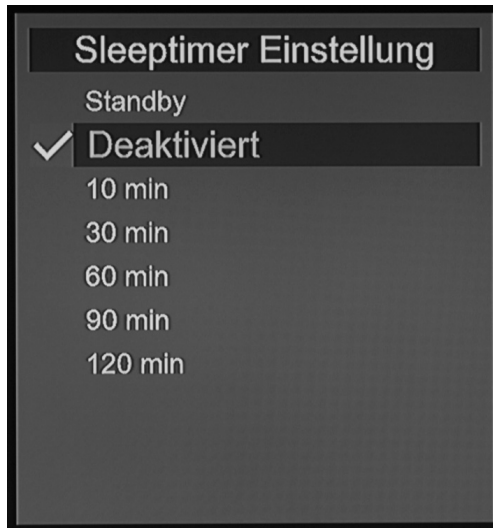 Sleeptimer Einstellung
Standby
Deaktiviert
10 min
30 min
60 min
90 min
120 min